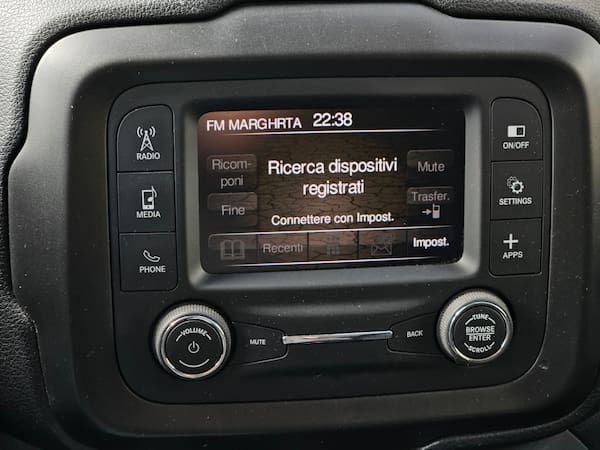 FM MARGHRTA 22:38
RADIO
MEDIA
PHONE
Ricom-
poni
Fine
Ricerca dispositivi
registrati
Connettere con Impost.
Mute
Trasfer.
Recenti
Impost.
ON/OFF
SETTINGS
APPS
VOLUME
MUTE
BACK
TUNE
BROWSE
ENTER
SCROLL